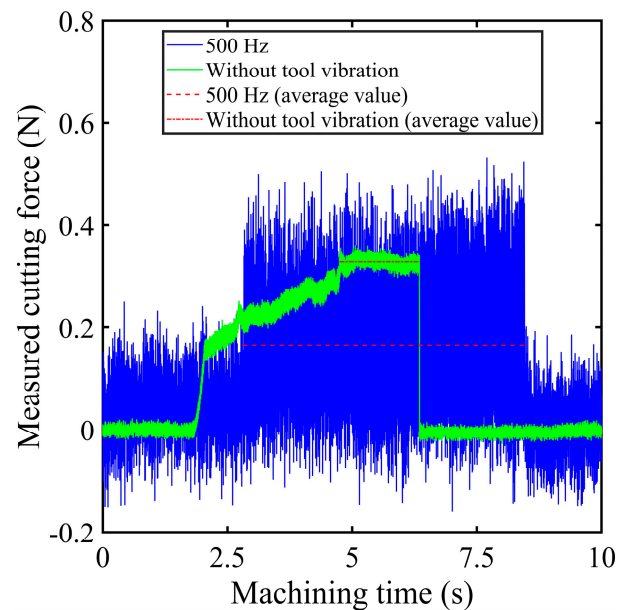 0.8
500 Hz
Without tool vibration
500 Hz (average value)
Without tool vibration (average value)
0.6
0.4
0.2
0
-0.2
Measured cutting force (N)
0 2.5 5 7.5 10
Machining time (s)